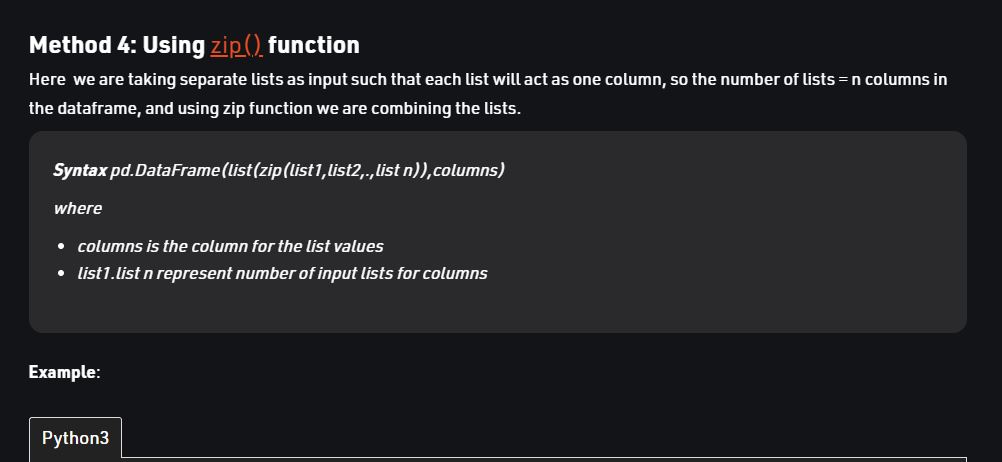 Method 4: Using zip() function
Here we are taking separate lists as input such that each list will act as one column, so the number of lists = n columns in
the dataframe, and using zip function we are combining the lists.
Syntax pd.DataFrame(list(zip(list1,list2,.,list n)),columns)
where
• columns is the column for the list values
• list1.list n represent number of input lists for columns
Example:
Python3